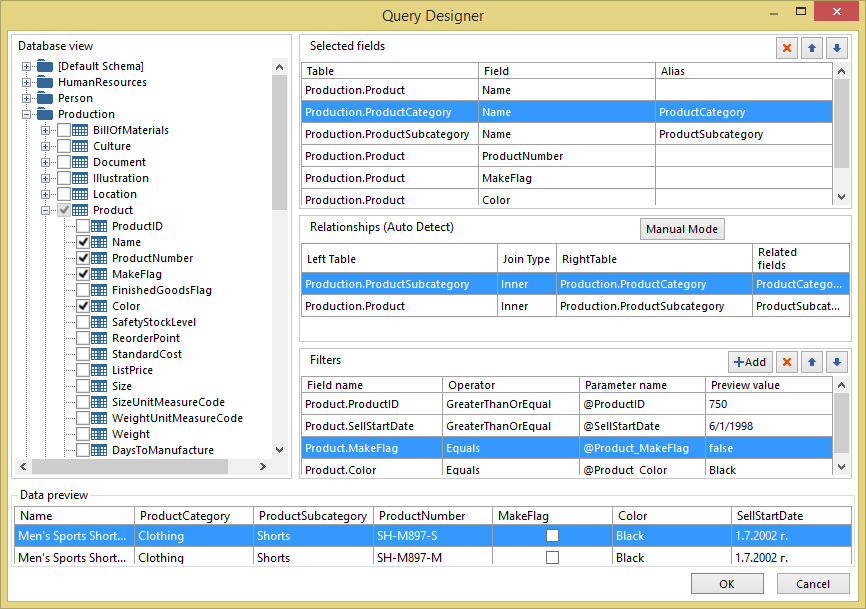 Query Designer
Database view
[Default Schema]
HumanResources
Person
Production
BillOfMaterials
Culture
Document
Illustration
Location
Product
ProductID
Name
ProductNumber
MakeFlag
FinishedGoodsFlag
Color
SafetyStockLevel
ReorderPoint
StandardCost
ListPrice
Size
SizeUnitMeasureCode
WeightUnitMeasureCode
Weight
DaysToManufacture
Selected fields
Table Field Alias
Production.Product Name
Production.ProductCategory Name ProductCategory
Production.ProductSubcategory Name ProductSubcategory
Production.Product ProductNumber
Production.Product MakeFlag
Production.Product Color
Relationships (Auto Detect) Manual Mode
Left Table Join Type RightTable Related fields
Production.ProductSubcategory Inner Production.ProductCategory ProductCatego...
Production.Product Inner Production.ProductSubcategory ProductSubcat...
Filters +Add
Field name Operator Parameter name Preview value
Product.ProductID GreaterThanOrEqual @ProductID 750
Product.SellStartDate GreaterThanOrEqual @SellStartDate 6/1/1998
Product.MakeFlag Equals @Product_MakeFlag false
Product.Color Equals @Product_Color Black
Data preview
Name ProductCategory ProductSubcategory ProductNumber MakeFlag Color SellStartDate
Men's Sports Short... Clothing Shorts SH-M897-S Black 1.7.2002 г.
Men's Sports Short... Clothing Shorts SH-M897-M Black 1.7.2002 г.
OK Cancel